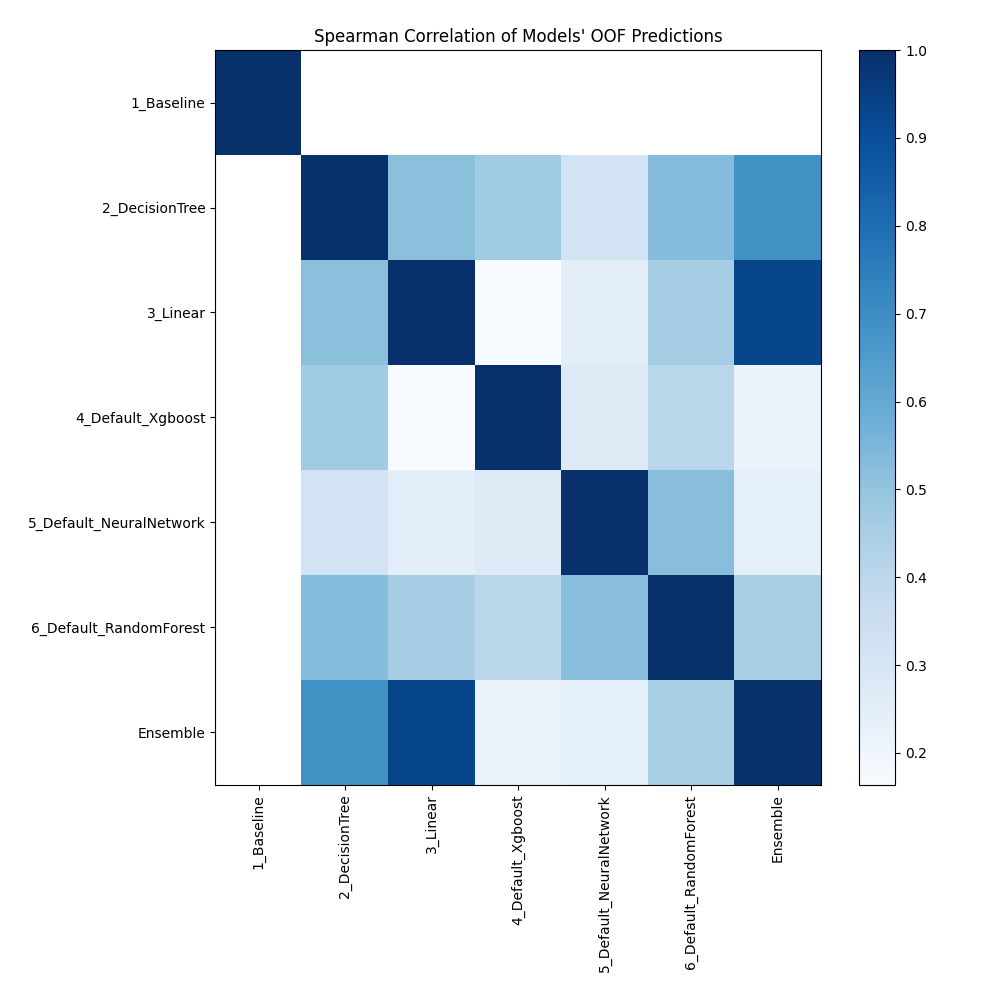 Spearman Correlation of Models' OOF Predictions
1_Baseline
2_DecisionTree
3_Linear
4_Default_Xgboost
5_Default_NeuralNetwork
6_Default_RandomForest
Ensemble
1_Baseline
2_DecisionTree
3_Linear
4_Default_Xgboost
5_Default_NeuralNetwork
6_Default_RandomForest
Ensemble
1.0
0.9
0.8
0.7
0.6
0.5
0.4
0.3
0.2